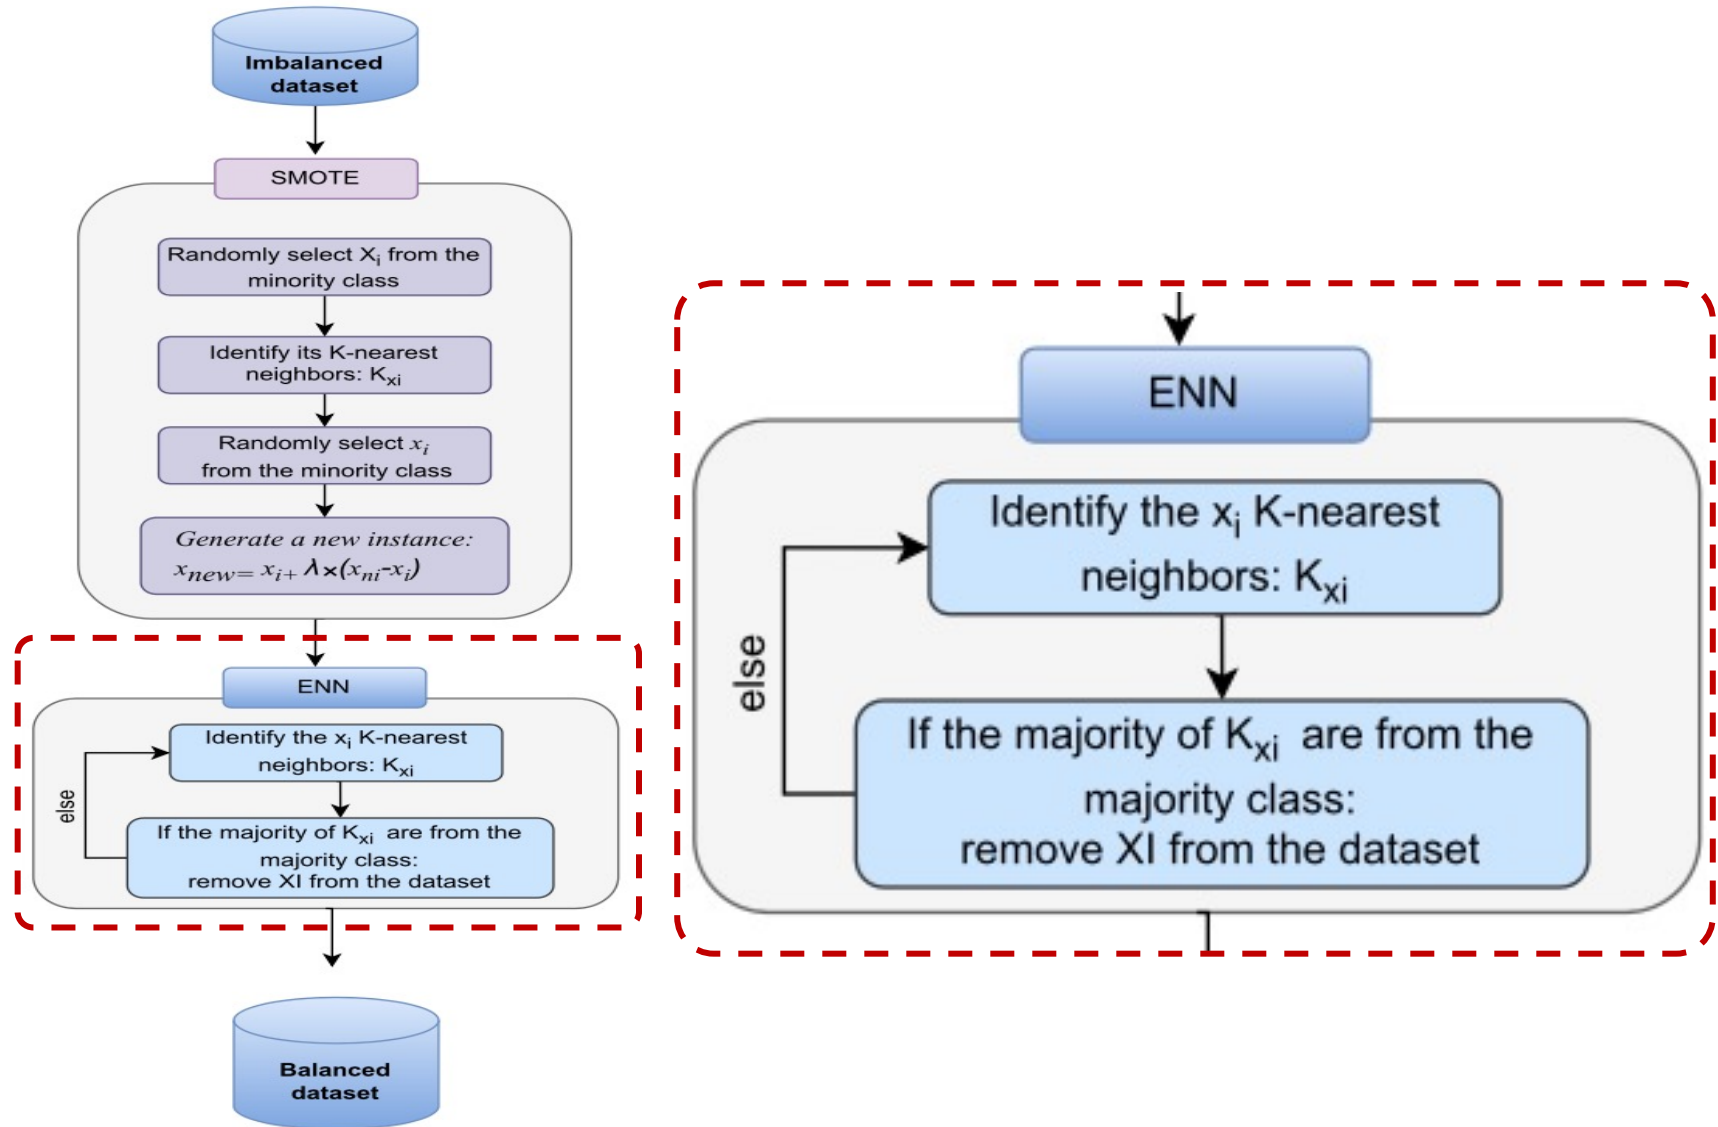 Imbalanced
dataset
SMOTE
Randomly select Xi from the
minority class
Identify its K-nearest
neighbors: Kxi
Randomly select xi
from the minority class
Generate a new instance:
xnew= xi+ λ×(xni-xi)
ENN
Identify the xi K-nearest
neighbors: Kxi
else
If the majority of Kxi are from the
majority class:
remove XI from the dataset
Balanced
dataset
ENN
Identify the xi K-nearest
neighbors: Kxi
else
If the majority of Kxi are from the
majority class:
remove XI from the dataset